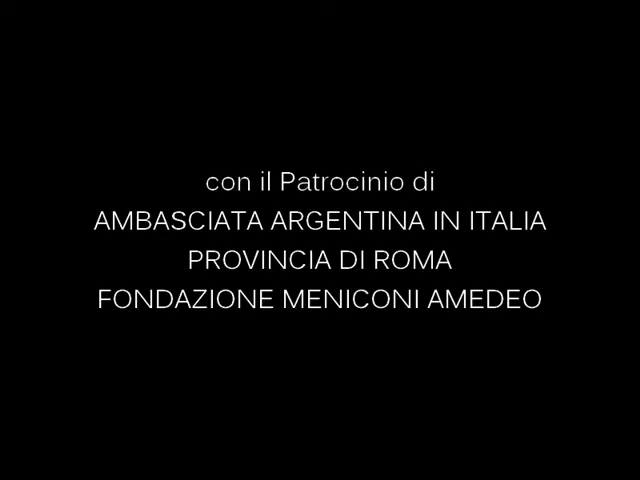 con il Patrocinio di
AMBASCIATA ARGENTINA IN ITALIA
PROVINCIA DI ROMA
FONDAZIONE MENICONI AMEDEO